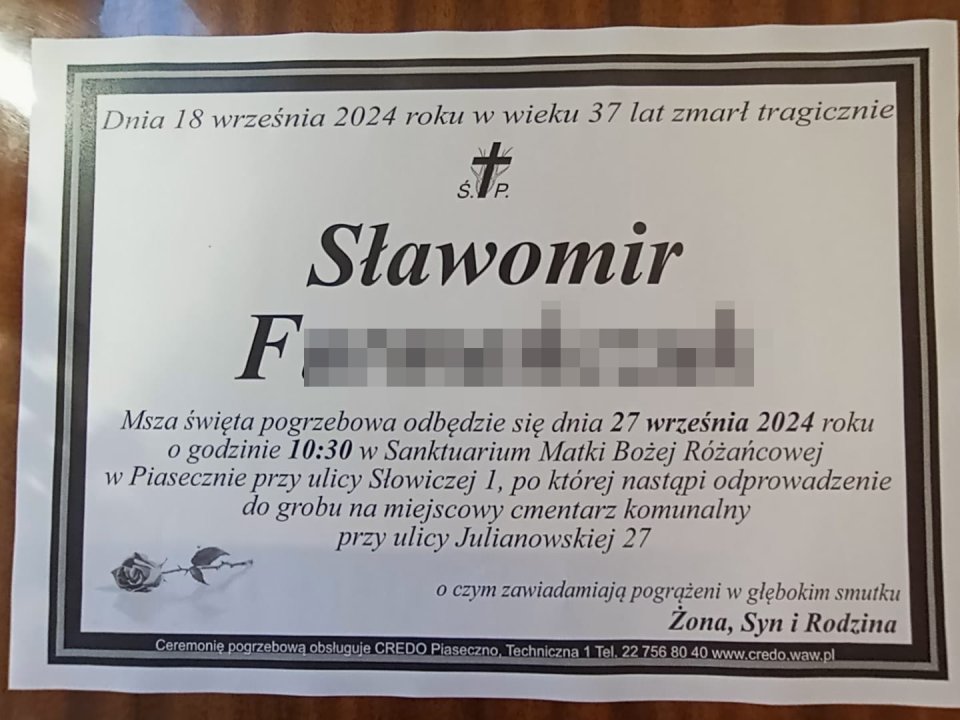 Dnia 18 września 2024 roku w wieku 37 lat zmarł tragicznie
Ś. P.
Sławomir
F
Msza święta pogrzebowa odbędzie się dnia 27 września 2024 roku
o godzinie 10:30 w Sanktuarium Matki Bożej Różańcowej
w Piasecznie przy ulicy Słowiczej 1, po której nastąpi odprowadzenie
do grobu na miejscowy cmentarz komunalny
przy ulicy Julianowskiej 27
o czym zawiadamiają pogrążeni w głębokim smutku
Żona, Syn i Rodzina
Ceremonię pogrzebową obsługuje CREDO Piaseczno, Techniczna 1 Tel. 22 756 80 40 www.credo.waw.pl